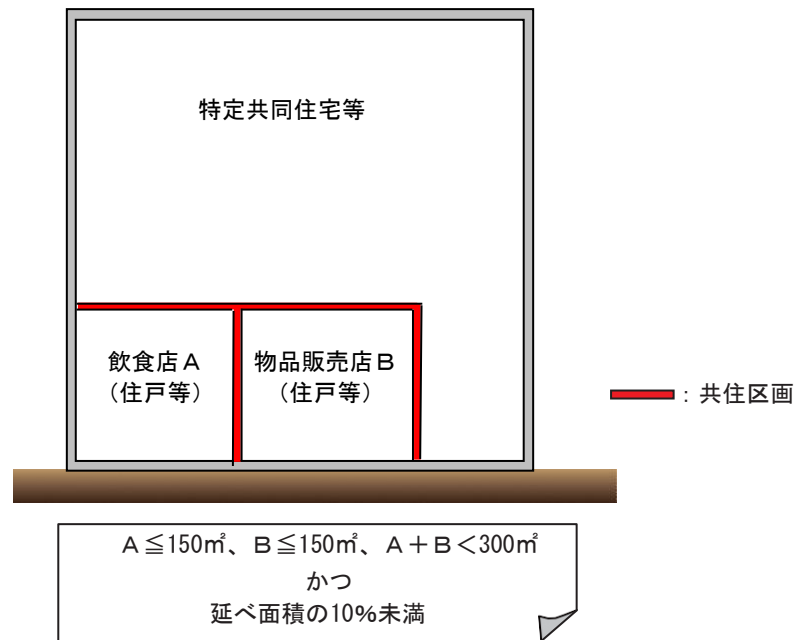 特定共同住宅等
飲食店A
（住戸等）
物品販売店B
（住戸等）
：共住区画
A≦150㎡、B≦150㎡、A＋B＜300㎡
かつ
延べ面積の10%未満